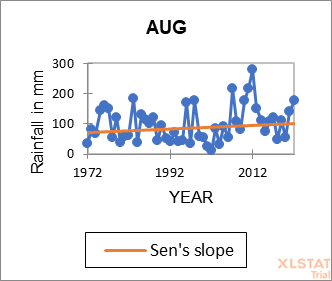 AUG
300
200
100
0
Rainfall in mm
1972
1992
2012
YEAR
Sen's slope
XLSTAT
Trial